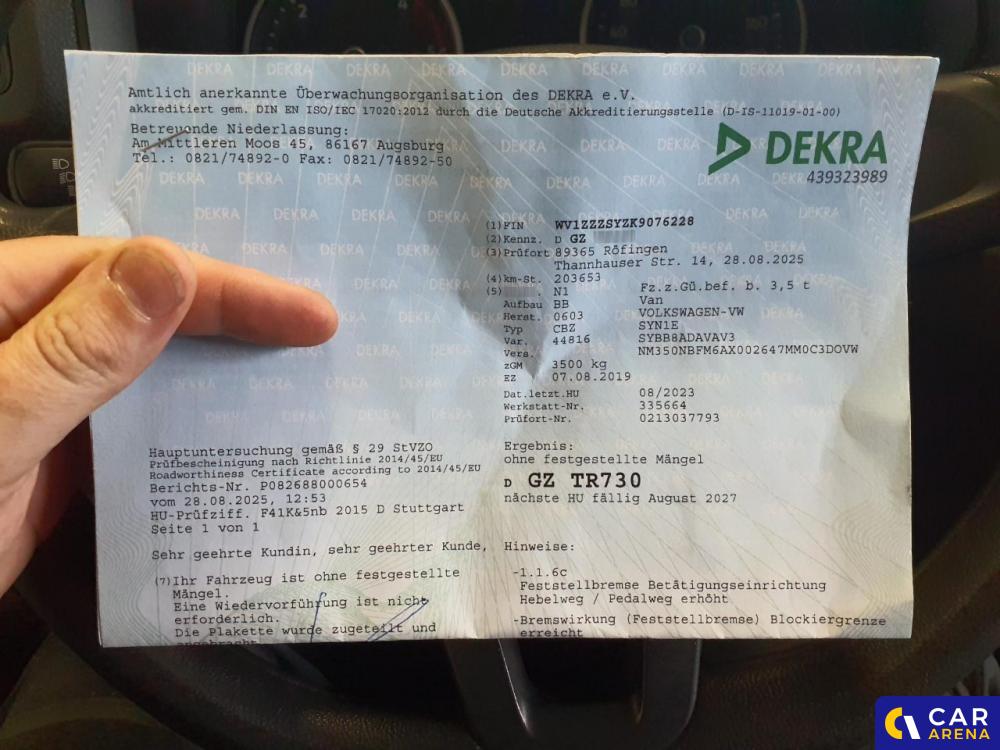 Amtlich anerkannte Überwachungsorganisation des DEKRA e.V.
akkreditiert gem. DIN EN ISO/IEC 17020:2012 durch die Deutsche Akkreditierungsstelle (D-IS-11019-01-00)
Betreuende Niederlassung:
Am Mittleren Moos 45, 86167 Augsburg
Tel.: 0821/74892-0 Fax: 0821/74892-50
DEKRA
439323989
(1) FIN WV1ZZZSYZK9076228
(2) Kennz. D GZ
(3) Prüfort 89365 Röfingen
Thannhauser Str. 14, 28.08.2025
(4) km-St. 203653
(5) N1 Fz.z.Gü.bef. b. 3,5 t
Aufbau BB Van
Herst. 0603 VOLKSWAGEN-VW
Typ CBZ SYN1E
Var. 44816 SYBB8ADAVAV3
Vers. NM350NBFM6AX002647MM0C3DOVW
zGM 3500 kg
EZ 07.08.2019
Dat.letzt.HU 08/2023
Werkstatt-Nr. 335664
Prüfort-Nr. 0213037793
Hauptuntersuchung gemäß § 29 StVZO
Prüfbescheinigung nach Richtlinie 2014/45/EU
Roadworthiness Certificate according to 2014/45/EU
Berichts-Nr. P082688000654
vom 28.08.2025, 12:53
HU-Prüfziff. F41K&5nb 2015 D Stuttgart
Seite 1 von 1
Ergebnis:
ohne festgestellte Mängel
D GZ TR730
nächste HU fällig August 2027
Sehr geehrte Kundin, sehr geehrter Kunde,
(7) Ihr Fahrzeug ist ohne festgestellte
Mängel.
Eine Wiedervorführung ist nicht
erforderlich.
Die Plakette wurde zugeteilt und
angebracht.
Hinweise:
-1.1.6c
Feststellbremse Betätigungseinrichtung
Hebelweg / Pedalweg erhöht
-Bremswirkung (Feststellbremse) Blockiergrenze
erreicht
CAR
ARENA